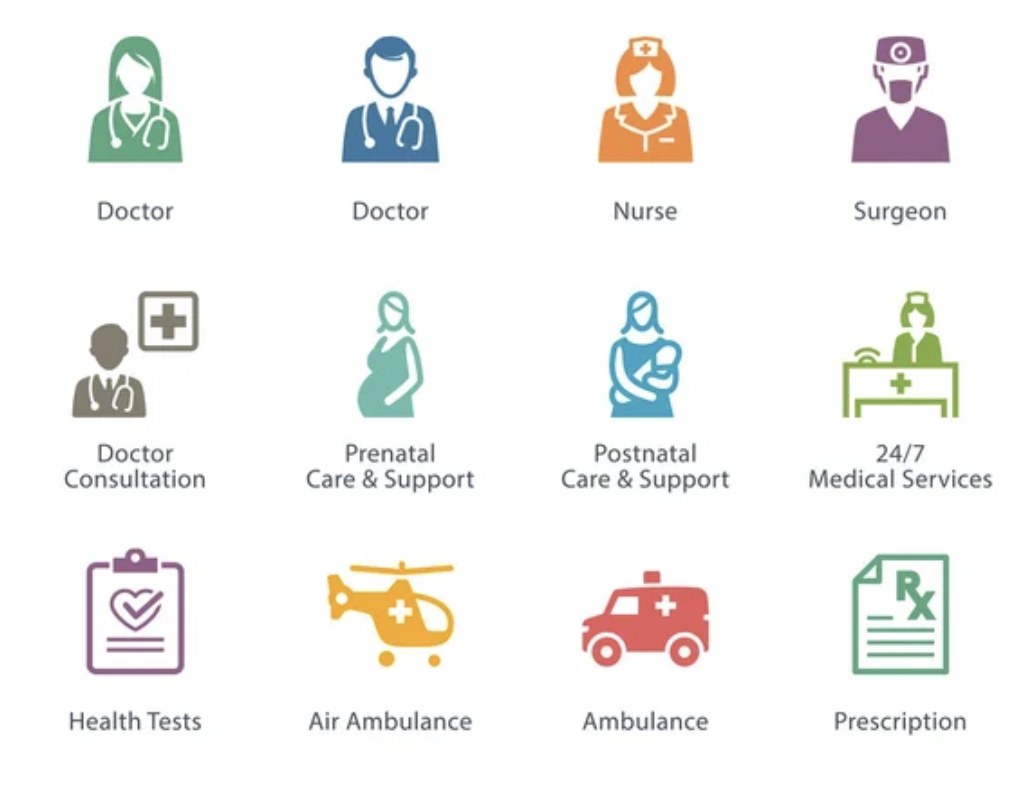 Doctor
Doctor
Nurse
Surgeon
Doctor
Consultation
Prenatal
Care & Support
Postnatal
Care & Support
24/7
Medical Services
Rx
Health Tests
Air Ambulance
Ambulance
Prescription